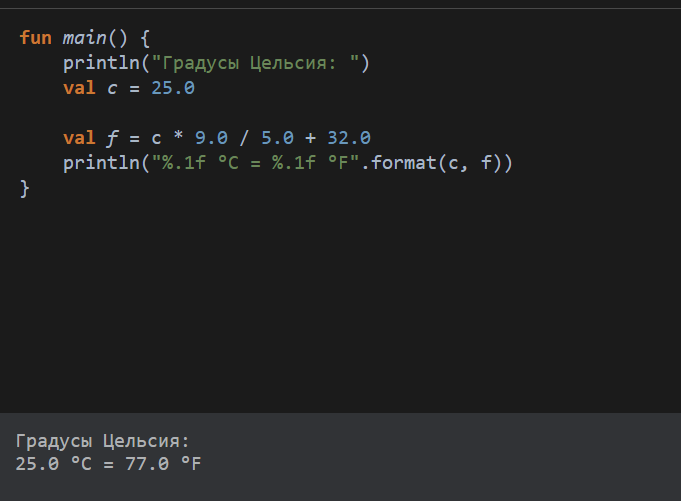 fun main() {
    println("Градусы Цельсия: ")
    val c = 25.0

    val f = c * 9.0 / 5.0 + 32.0
    println("%.1f °C = %.1f °F".format(c, f))
}
Градусы Цельсия:
25.0 °C = 77.0 °F